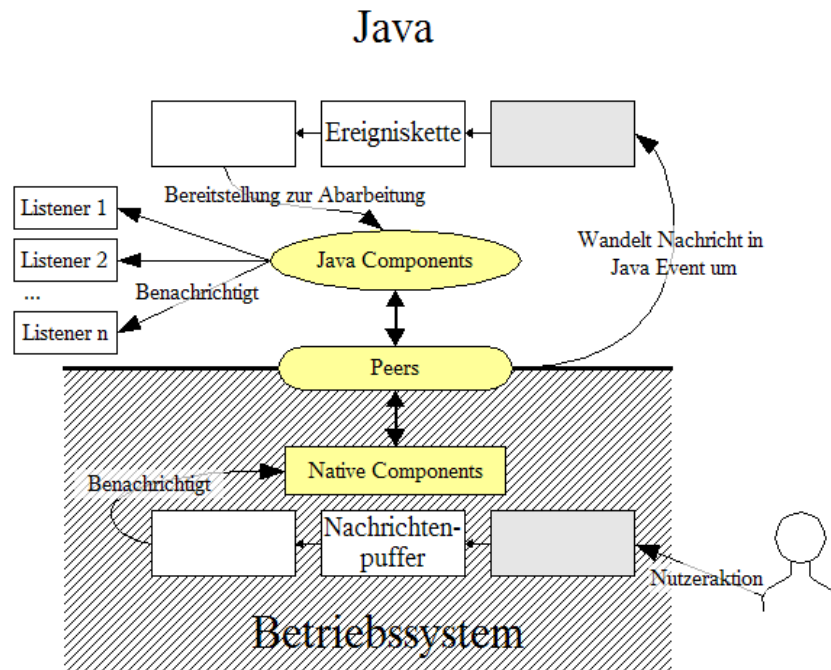 Java
Ereigniskette
Bereitstellung zur Abarbeitung
Listener 1
Listener 2
...
Listener n
Benachrichtigt
Java Components
Wandelt Nachricht in
Java Event um
Peers
Native Components
Benachrichtigt
Nachrichten-
puffer
Nutzeraktion
Betriebssystem